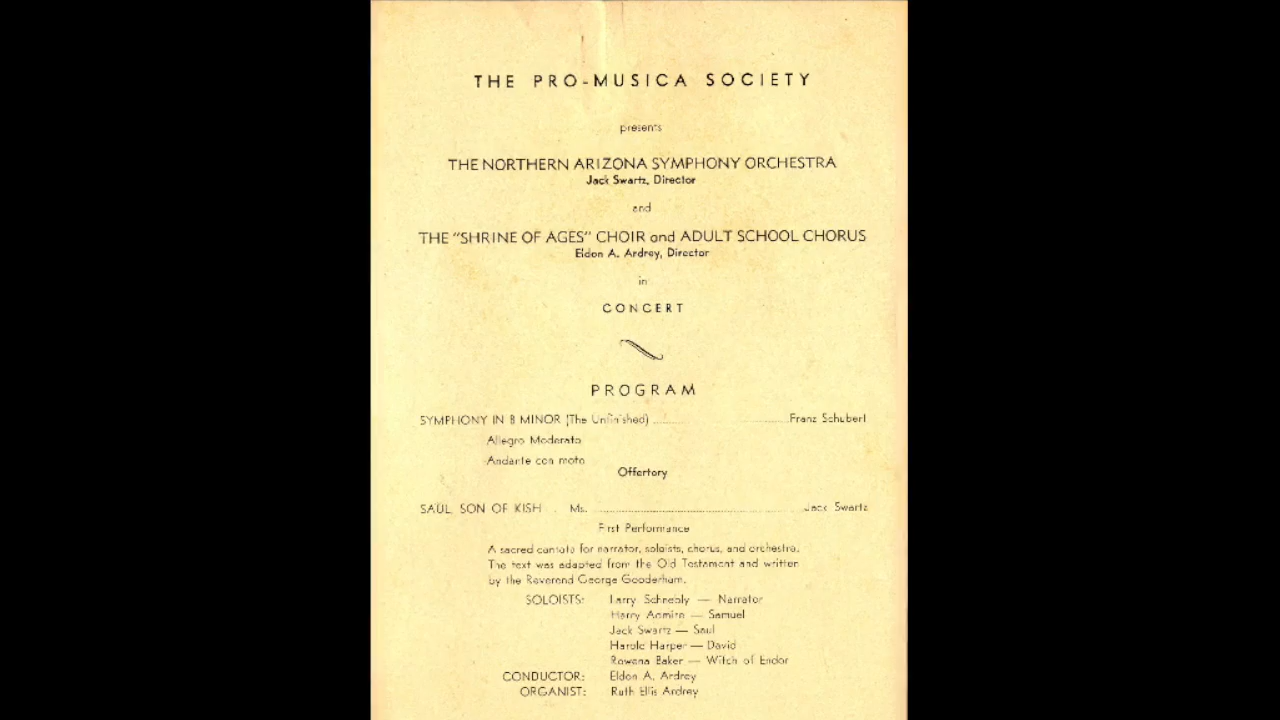 THE PRO-MUSICA SOCIETY
presents
THE NORTHERN ARIZONA SYMPHONY ORCHESTRA
Jack Swartz, Director
and
THE "SHRINE OF AGES" CHOIR and ADULT SCHOOL CHORUS
Eldon A. Ardrey, Director
in
CONCERT
PROGRAM
SYMPHONY IN B MINOR (The Unfinished) ................Franz Schubert
Allegro Moderato
Andante con moto
Offertory
SAUL, SON OF KISH . Ms. ................Jack Swartz
First Performance
A sacred cantata for narrator, soloists, chorus, and orchestra.
The text was adapted from the Old Testament and written
by the Reverend George Gooderham.
SOLOISTS: Larry Schnebly — Narrator
Harry Admire — Samuel
Jack Swartz — Saul
Harold Harper — David
Rowena Baker — Witch of Endor
CONDUCTOR: Eldon A. Ardrey
ORGANIST: Ruth Ellis Ardrey